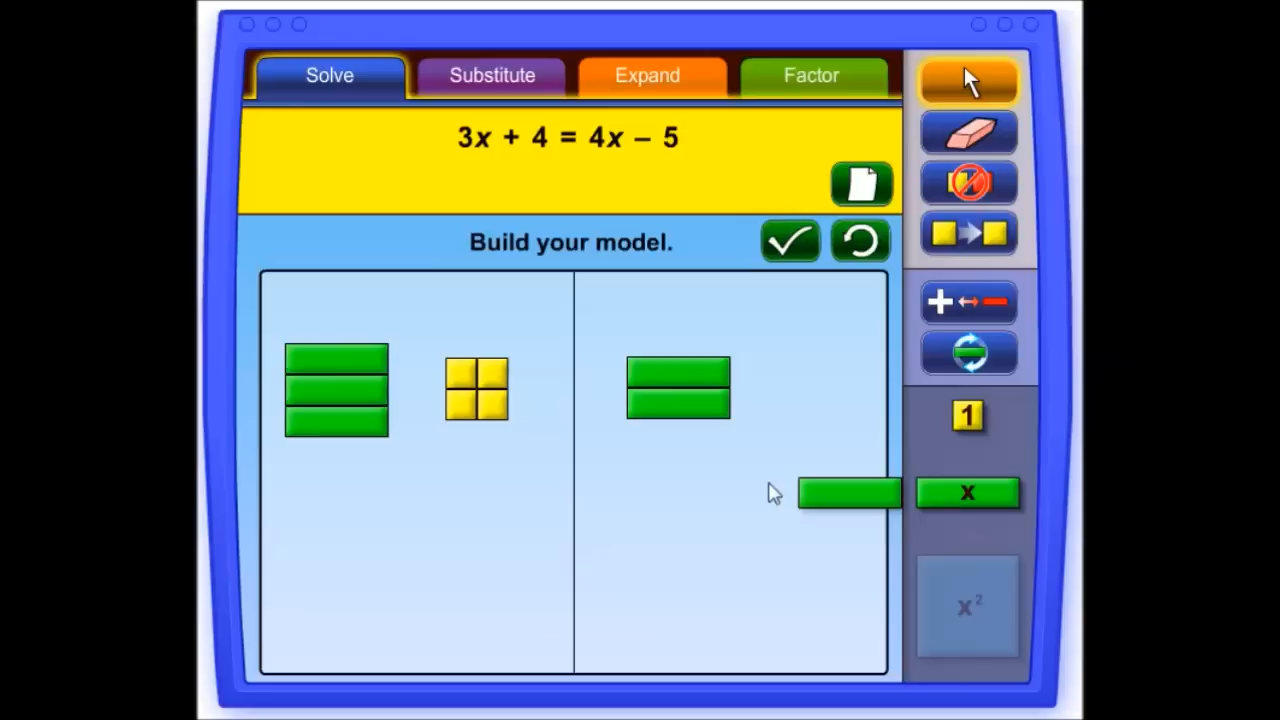 Solve Substitute Expand Factor
3x + 4 = 4x – 5
Build your model.
1
x
x²